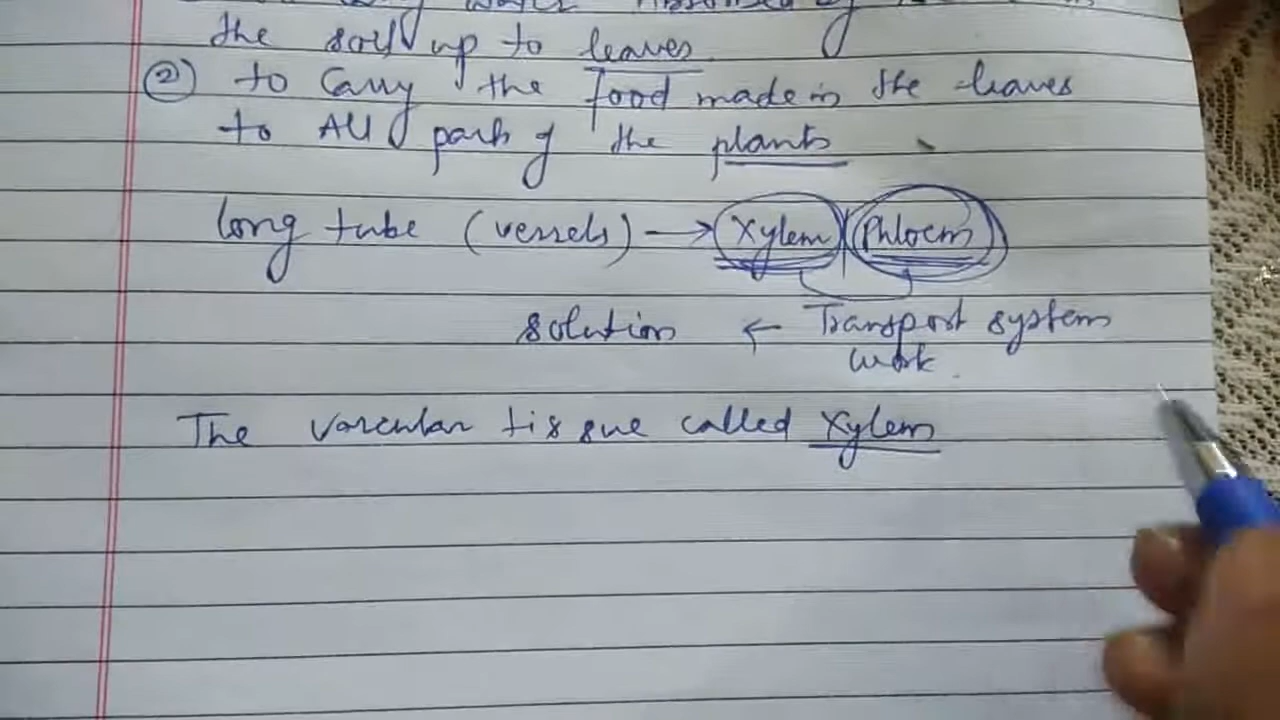 the soil up to leaves
② to carry the food made in the leaves
to All parts of the plants
long tube (vessels) → Xylem Phloem
solution ← Transport system
work.
The vascular tissue called Xylem